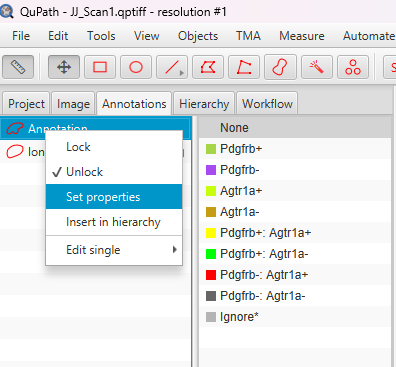 QuPath - JJ_Scan1.qptiff - resolution #1
File Edit Tools View Objects TMA Measure Automate
Project Image Annotations Hierarchy Workflow
Annotation
Ion
Lock
✓ Unlock
Set properties
Insert in hierarchy
Edit single
None
Pdgfrb+
Pdgfrb-
Agtr1a+
Agtr1a-
Pdgfrb+: Agtr1a+
Pdgfrb+: Agtr1a-
Pdgfrb-: Agtr1a+
Pdgfrb-: Agtr1a-
Ignore*